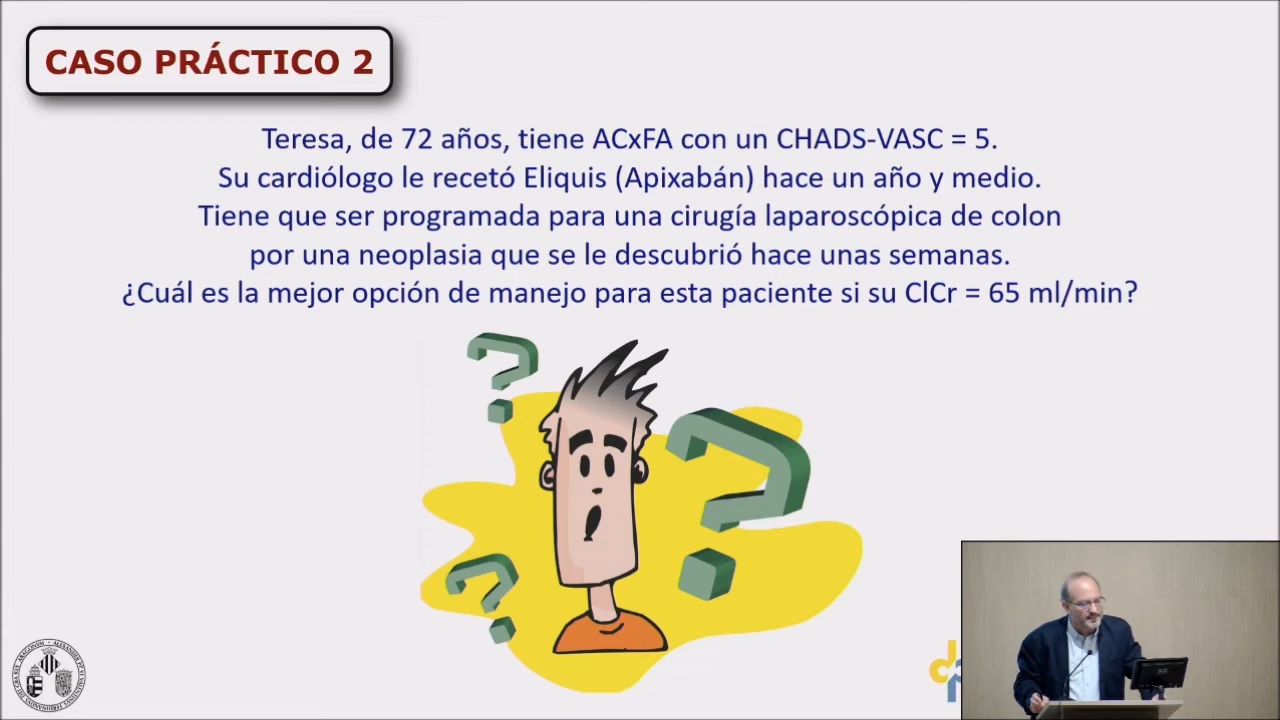 CASO PRÁCTICO 2
Teresa, de 72 años, tiene ACxFA con un CHADS-VASC = 5.
Su cardiólogo le recetó Eliquis (Apixabán) hace un año y medio.
Tiene que ser programada para una cirugía laparoscópica de colon
por una neoplasia que se le descubrió hace unas semanas.
¿Cuál es la mejor opción de manejo para esta paciente si su ClCr = 65 ml/min?